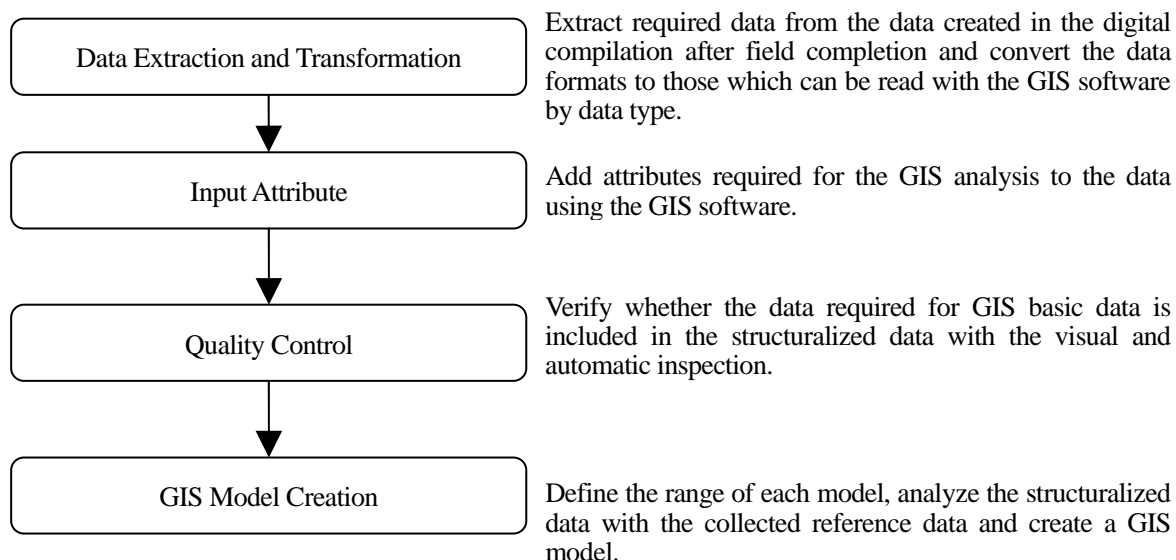 Data Extraction and Transformation
Extract required data from the data created in the digital
compilation after field completion and convert the data
formats to those which can be read with the GIS software
by data type.
Input Attribute
Add attributes required for the GIS analysis to the data
using the GIS software.
Quality Control
Verify whether the data required for GIS basic data is
included in the structuralized data with the visual and
automatic inspection.
GIS Model Creation
Define the range of each model, analyze the structuralized
data with the collected reference data and create a GIS
model.